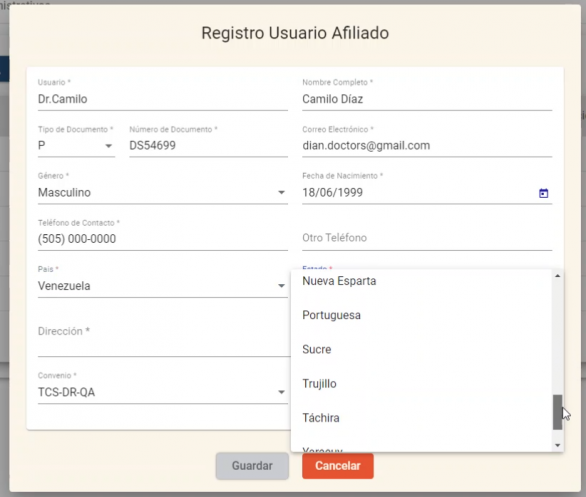 Registro Usuario Afiliado
Usuario * Nombre Completo *
Dr.Camilo Camilo Díaz
Tipo de Documento * Número de Documento * Correo Electrónico *
P DS54699 dian.doctors@gmail.com
Género * Fecha de Nacimiento *
Masculino 18/06/1999
Teléfono de Contacto *
(505) 000-0000 Otro Teléfono
Pais * Estado *
Venezuela
Nueva Esparta
Portuguesa
Dirección *
Sucre
Convenio * Trujillo
TCS-DR-QA
Táchira
Yaracuy
Guardar Cancelar